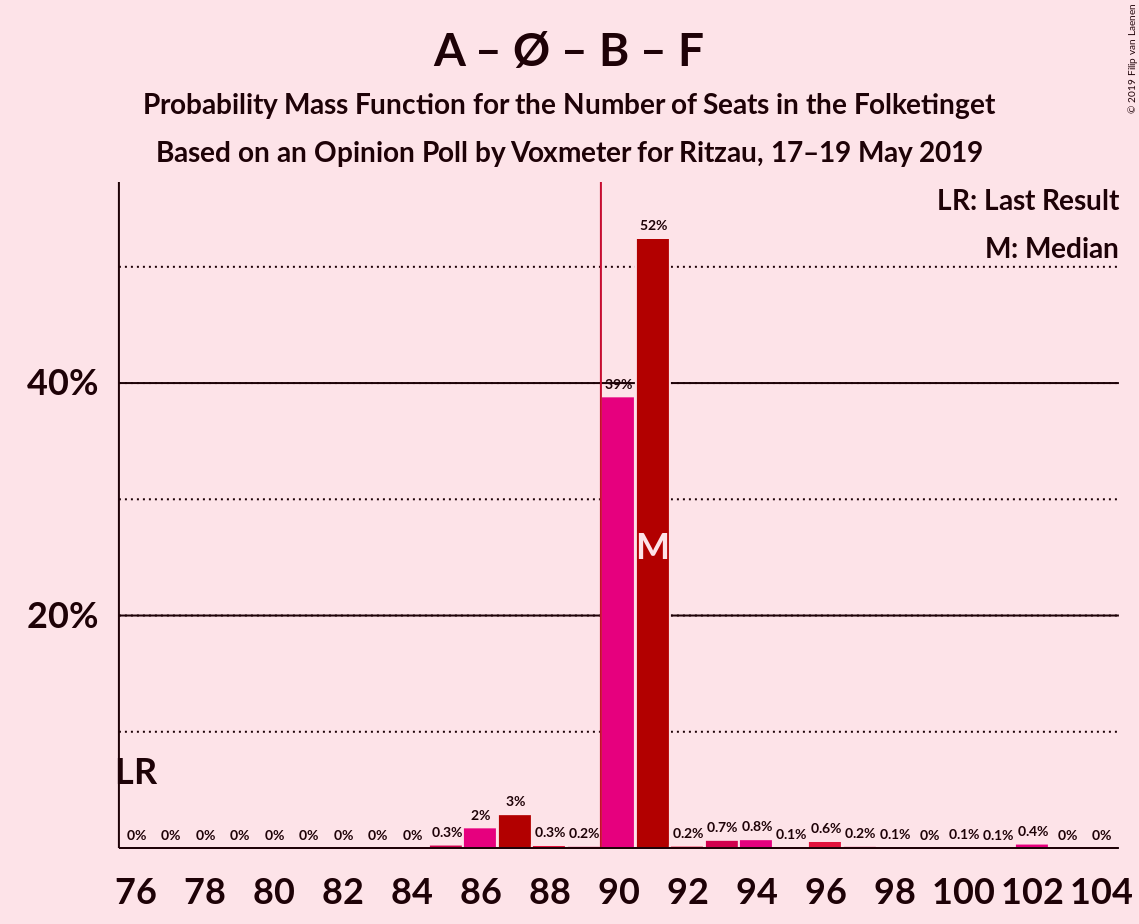 A – Ø – B – F
Probability Mass Function for the Number of Seats in the Folketinget
Based on an Opinion Poll by Voxmeter for Ritzau, 17–19 May 2019
© 2019 Filip van Laenen
LR: Last Result
M: Median
52%
40%
39%
M
20%
LR
0% 0% 0% 0% 0% 0% 0% 0% 0% 0.3% 2% 3% 0.3% 0.2% 0.2% 0.7% 0.8% 0.1% 0.6% 0.2% 0.1% 0% 0.1% 0.1% 0.4% 0% 0%
76 78 80 82 84 86 88 90 92 94 96 98 100 102 104